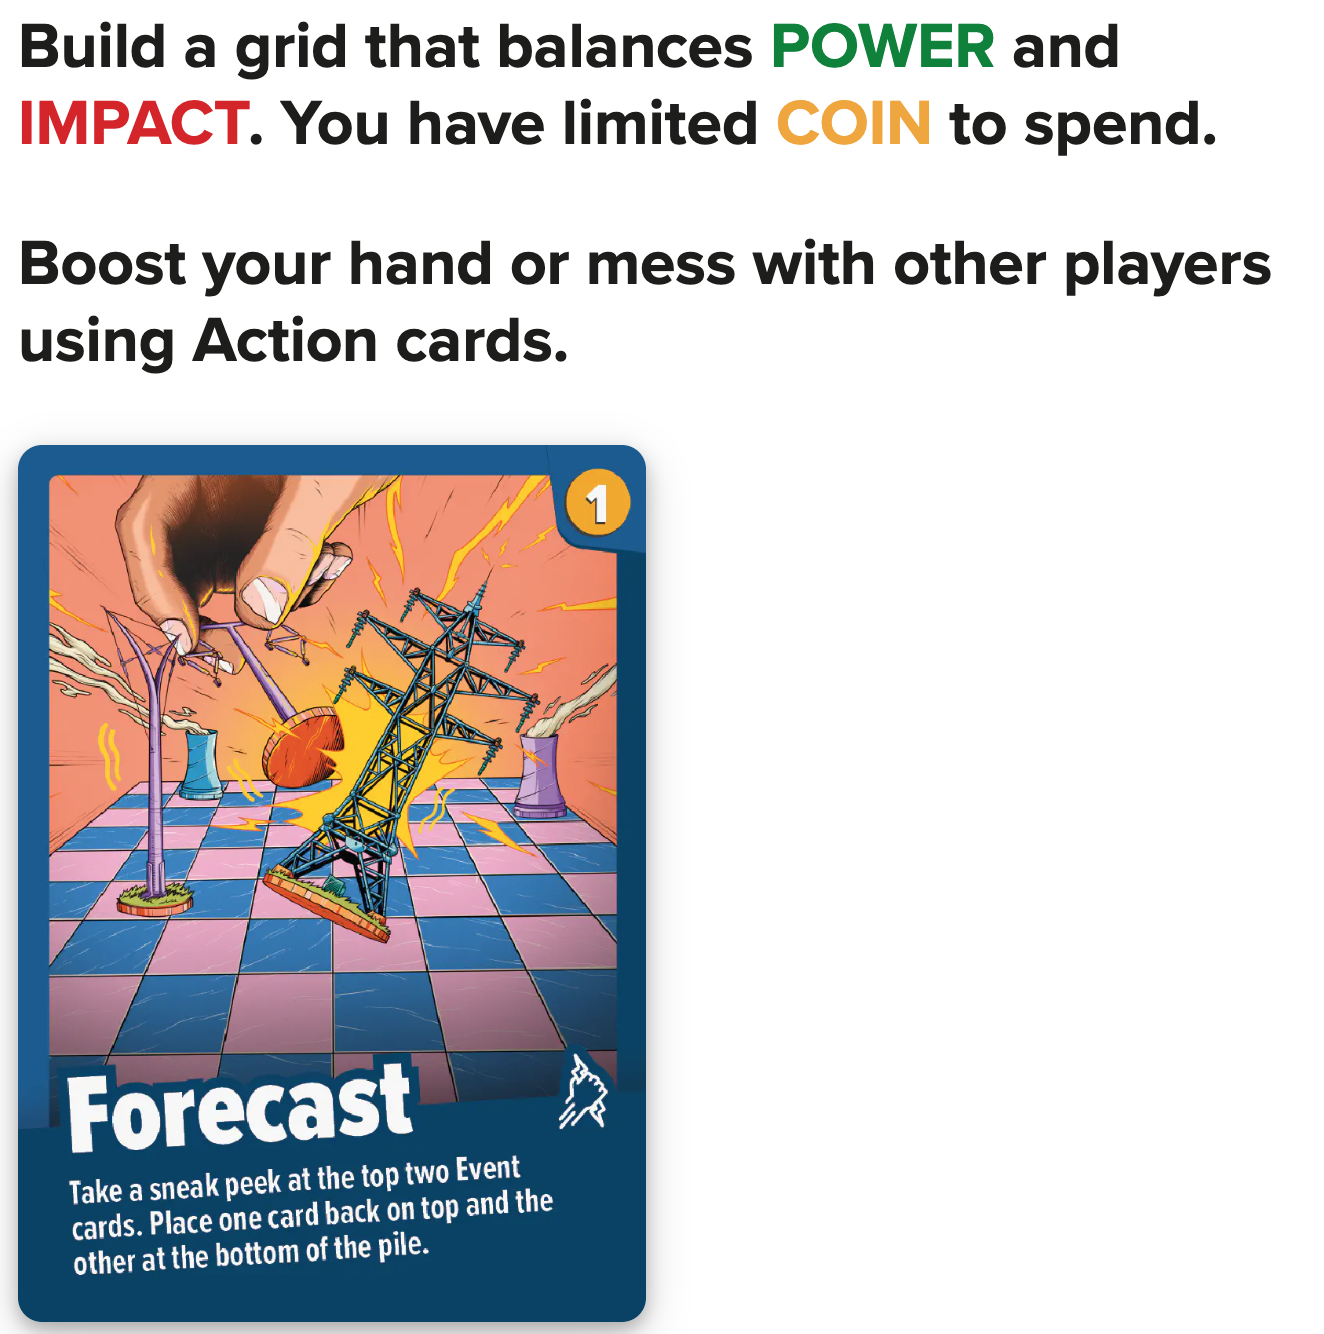 Build a grid that balances POWER and
IMPACT. You have limited COIN to spend.
Boost your hand or mess with other players
using Action cards.
1
Forecast
Take a sneak peek at the top two Event
cards. Place one card back on top and the
other at the bottom of the pile.